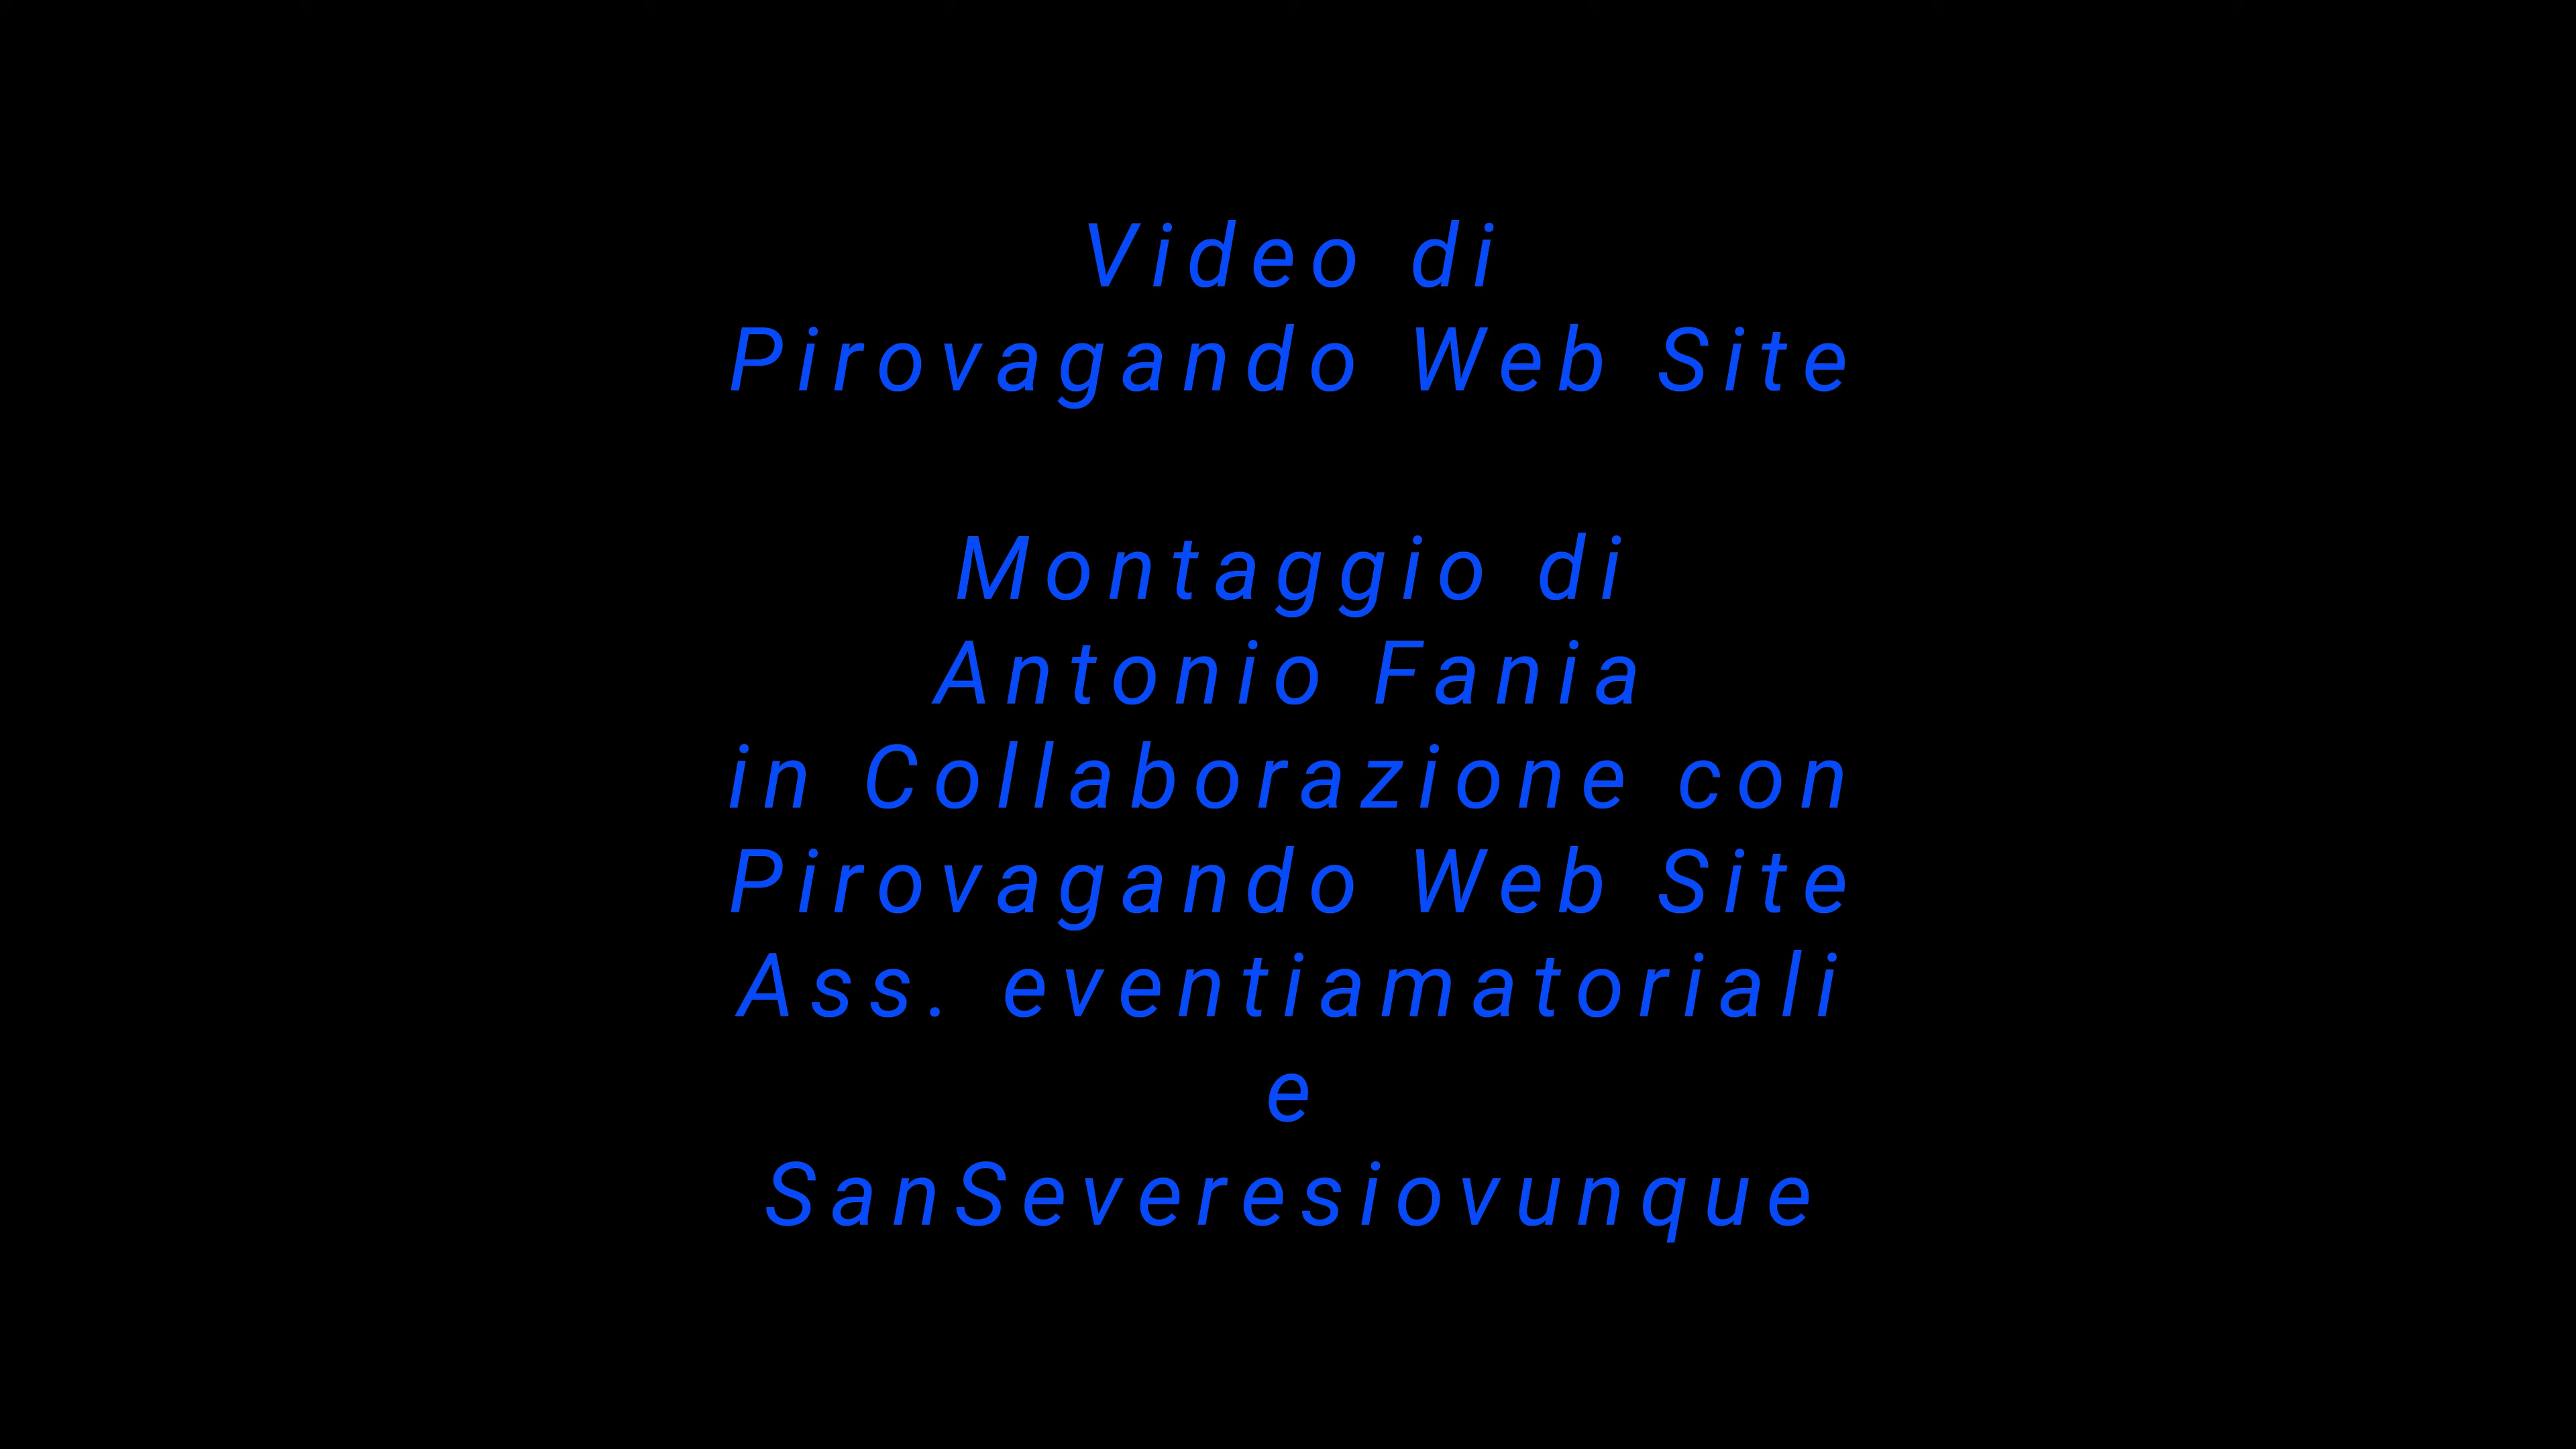 Video di
Pirovagando Web Site
Montaggio di
Antonio Fania
in Collaborazione con
Pirovagando Web Site
Ass. eventiamatoriali
e
SanSeveresiovunque